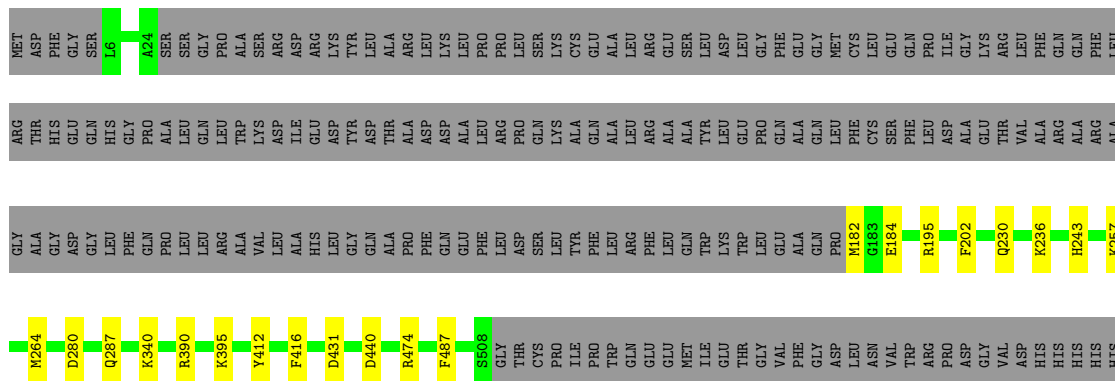 MET ASP PHE GLY SER L6 A24 SER SER GLY PRO ALA SER ARG ASP ARG LYS TYR LEU ALA ARG LEU LYS LEU PRO PRO LEU SER LYS CYS GLU ALA LEU ARG GLU SER LEU ASP LEU GLY PHE GLU GLY MET CYS LEU GLU GLN PRO ILE GLY LYS ARG LEU PHE GLN GLN PHE LEU
ARG THR HIS GLU GLN HIS GLY PRO ALA LEU GLN LEU TRP LYS ASP ILE GLU ASP TYR ASP THR ALA ASP ASP ALA LEU ARG PRO GLN LYS ALA GLN ALA LEU ARG ALA ALA TYR LEU GLU PRO GLN ALA GLN LEU PHE CYS SER PHE LEU ASP ALA GLU THR VAL ALA ARG ALA ARG ALA
GLY ALA GLY ASP GLY LEU PHE GLN PRO LEU LEU ARG ALA VAL LEU ALA HIS LEU GLY GLN ALA PRO PHE GLN GLU PHE LEU ASP SER LEU TYR PHE LEU ARG PHE LEU GLN TRP LYS TRP LEU GLU ALA GLN PRO M182 G183 E184 R195 F202 Q230 K236 H243 K257
M264 D280 Q287 K340 R390 K395 Y412 F416 D431 D440 R474 F487 S508 GLY THR CYS PRO ILE PRO TRP GLN GLU GLU MET ILE GLU THR GLY VAL PHE GLY ASP LEU ASN VAL TRP ARG PRO ASP GLY VAL ASP HIS HIS HIS HIS HIS